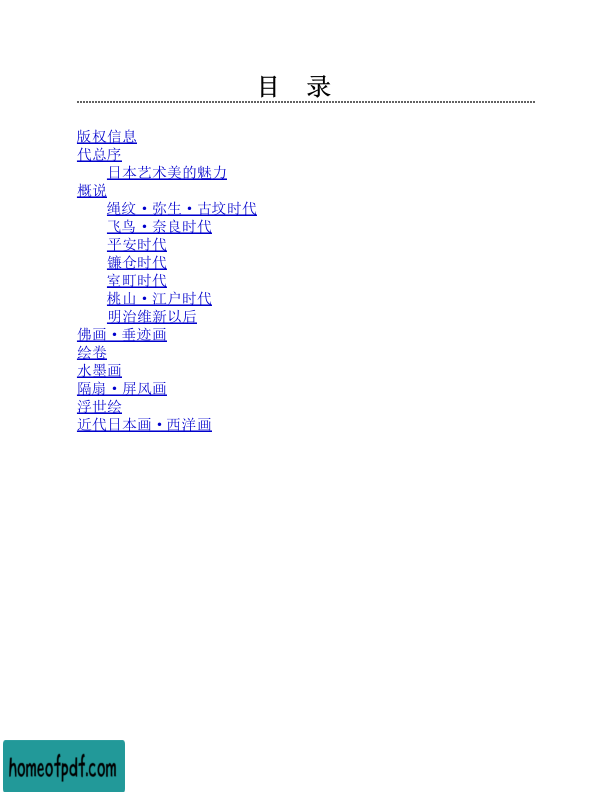 目 录
版权信息
代总序
日本艺术美的魅力
概说
绳纹·弥生·古坟时代
飞鸟·奈良时代
平安时代
镰仓时代
室町时代
桃山·江户时代
明治维新以后
佛画·垂迹画
绘卷
水墨画
隔扇·屏风画
浮世绘
近代日本画·西洋画
homeofpdf.com